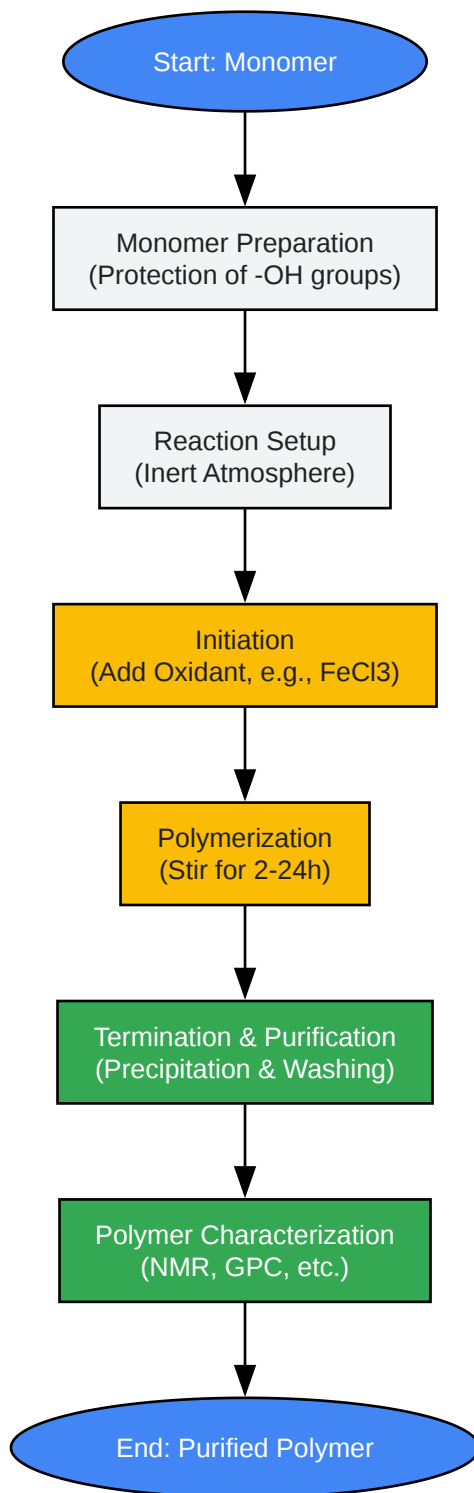 Start: Monomer
Monomer Preparation
(Protection of -OH groups)
Reaction Setup
(Inert Atmosphere)
Initiation
(Add Oxidant, e.g., FeCl3)
Polymerization
(Stir for 2-24h)
Termination & Purification
(Precipitation & Washing)
Polymer Characterization
(NMR, GPC, etc.)
End: Purified Polymer